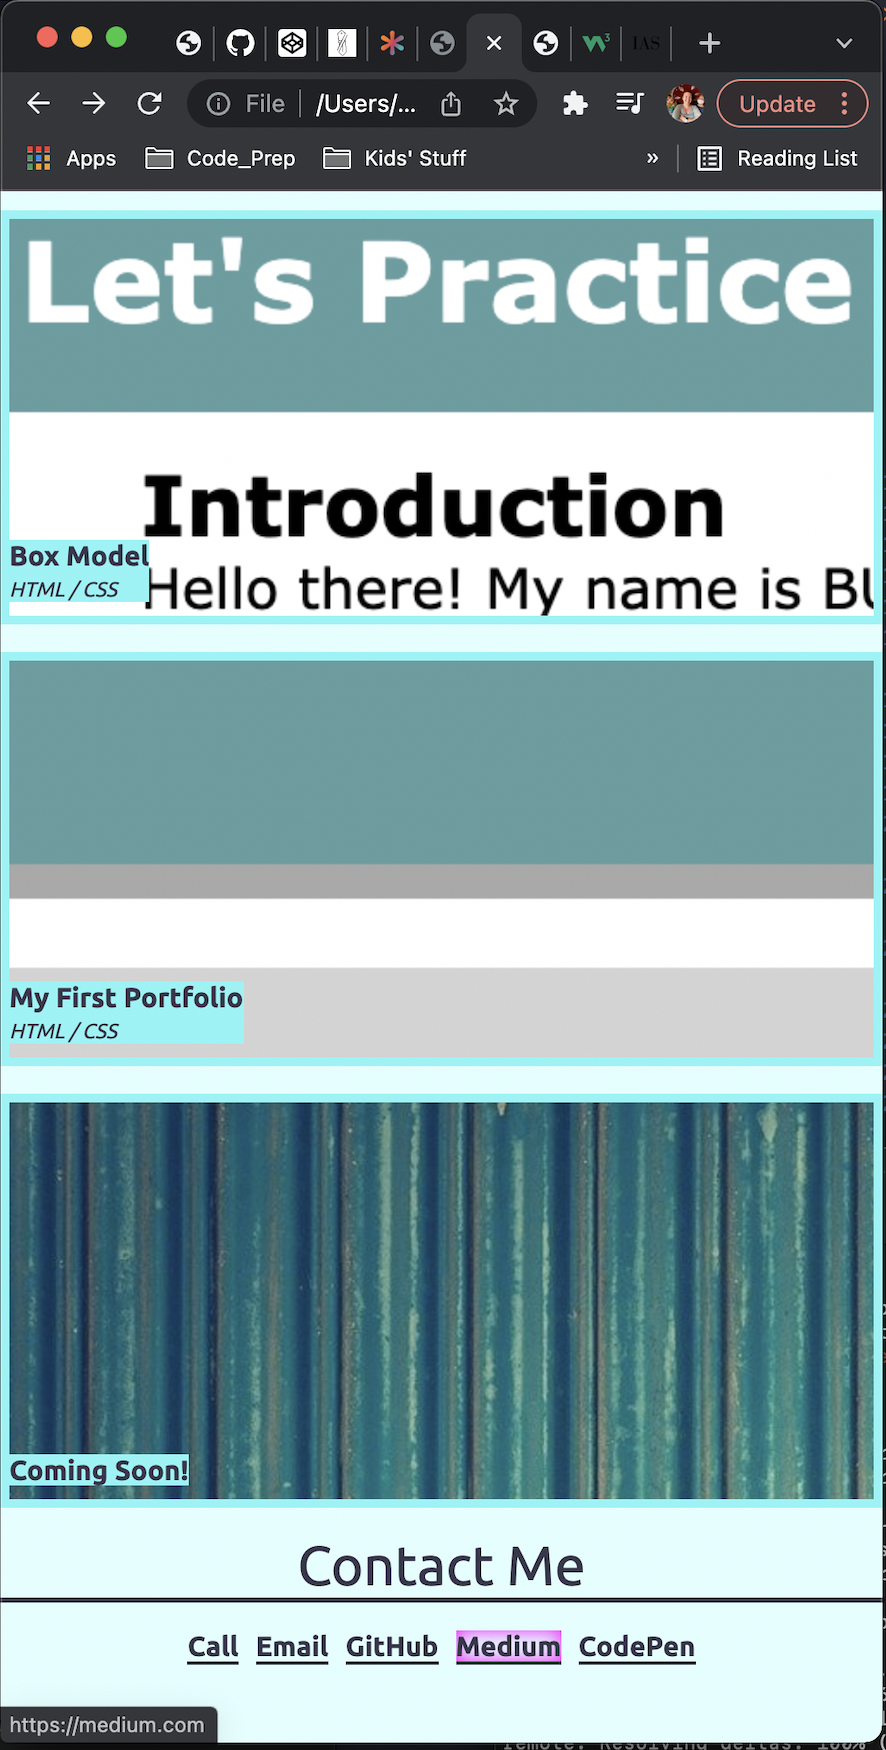 IAS
File /Users/...
Update
Apps Code_Prep Kids' Stuff » Reading List
Let's Practice
Introduction
Box Model
HTML / CSS
Hello there! My name is
My First Portfolio
HTML / CSS
Coming Soon!
Contact Me
Call Email GitHub Medium CodePen
https://medium.com